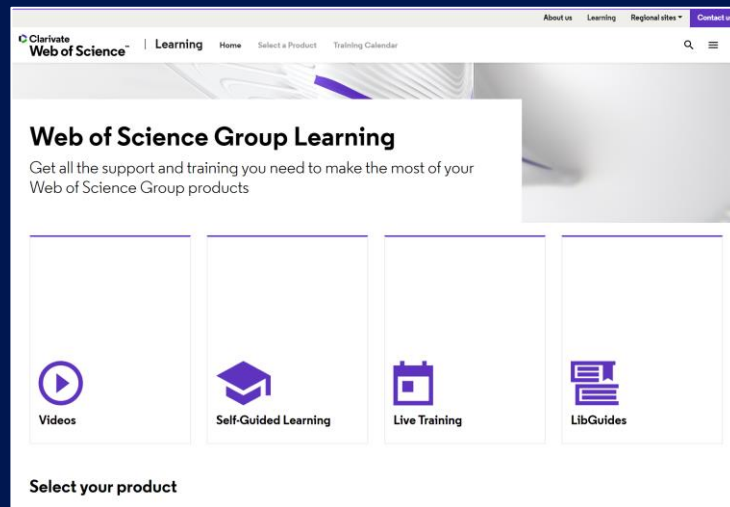 About us Learning Regional sites Contact us
Clarivate
Web of Science™ | Learning Home Select a Product Training Calendar
Web of Science Group Learning
Get all the support and training you need to make the most of your
Web of Science Group products
Videos Self-Guided Learning Live Training LibGuides
Select your product